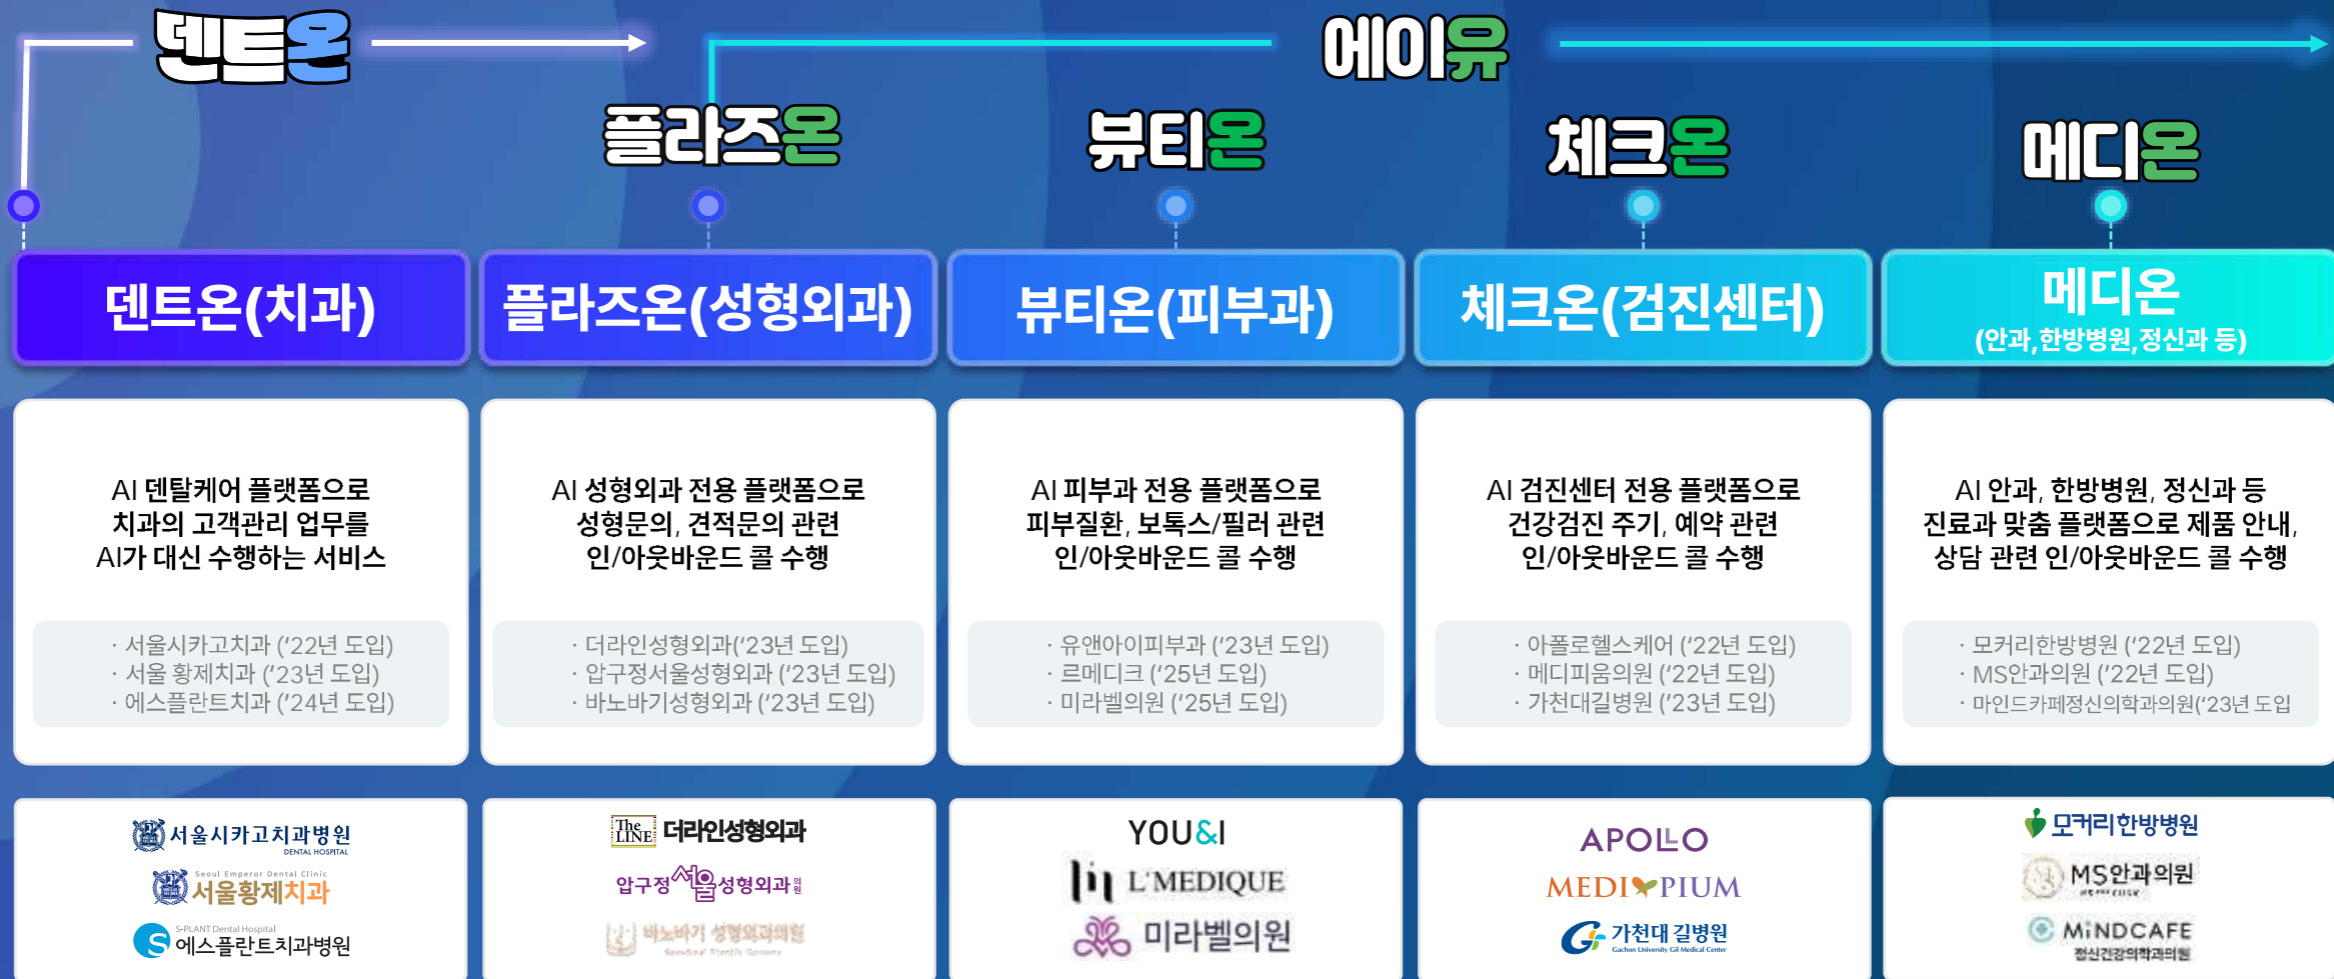 덴트온
에이유
플라즈온
뷰티온
체크온
메디온
덴트온(치과)
플라즈온(성형외과)
뷰티온(피부과)
체크온(검진센터)
메디온
(안과,한방병원,정신과 등)
AI 덴탈케어 플랫폼으로
치과의 고객관리 업무를
AI가 대신 수행하는 서비스
· 서울시카고치과 (‘22년 도입)
· 서울 황제치과 (‘23년 도입)
· 에스플란트치과 (‘24년 도입)
AI 성형외과 전용 플랫폼으로
성형문의, 견적문의 관련
인/아웃바운드 콜 수행
· 더라인성형외과(‘23년 도입)
· 압구정서울성형외과 (‘23년 도입)
· 바노바기성형외과 (‘23년 도입)
AI 피부과 전용 플랫폼으로
피부질환, 보톡스/필러 관련
인/아웃바운드 콜 수행
· 유앤아이피부과 (‘23년 도입)
· 르메디크 (‘25년 도입)
· 미라벨의원 (‘25년 도입)
AI 검진센터 전용 플랫폼으로
건강검진 주기, 예약 관련
인/아웃바운드 콜 수행
· 아폴로헬스케어 (‘22년 도입)
· 메디피움의원 (‘22년 도입)
· 가천대길병원 (‘23년 도입)
AI 안과, 한방병원, 정신과 등
진료과 맞춤 플랫폼으로 제품 안내,
상담 관련 인/아웃바운드 콜 수행
· 모커리한방병원 (‘22년 도입)
· MS안과의원 (‘22년 도입)
· 마인드카페정신의학과의원(‘23년 도입
서울시카고치과병원
DENTAL HOSPITAL
Seoul Emperor Dental Clinic
서울황제치과
S-PLANT Dental Hospital
에스플란트치과병원
The LINE 더라인성형외과
압구정서울성형외과의원
바노바기 성형외과의원
YOU&I
L'MEDIQUE
미라벨의원
APOLLO
MEDIPIUM
가천대 길병원
Gachon University Gil Medical Center
모커리한방병원
MS안과의원
MiNDCAFE
정신건강의학과의원